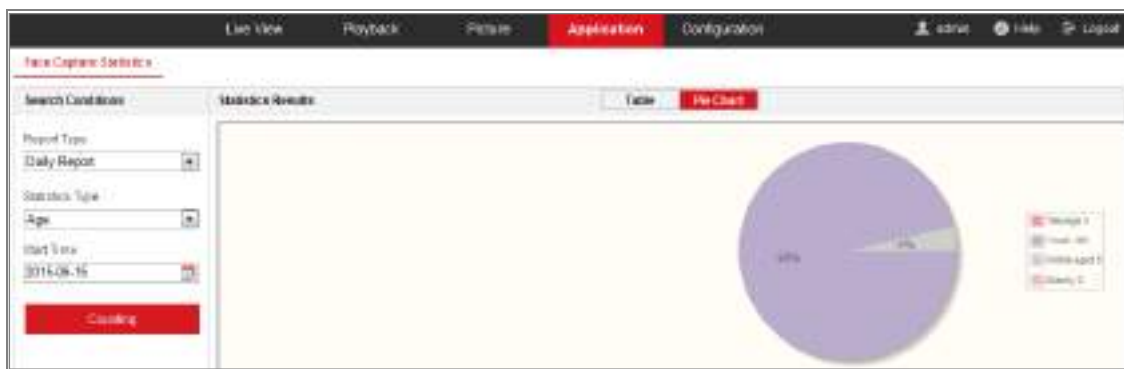 Live View Playback Picture Application Configuration admin Help Logout
Face Capture Statistics
Search Conditions Statistics Results Table Pie Chart
Report Type
Daily Report
Statistics Type
Age
Start Time
Counting